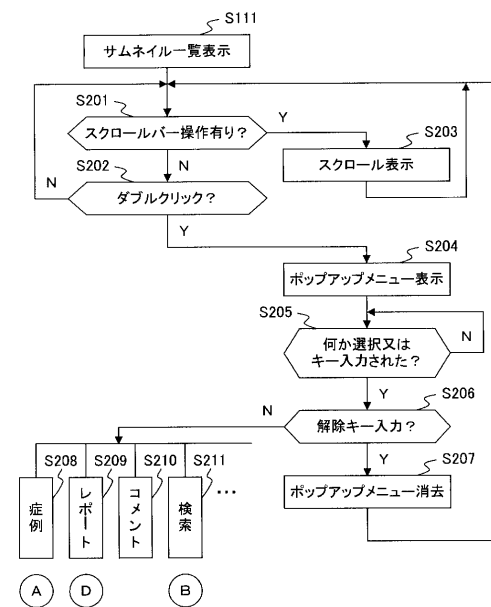 S111
サムネイル一覧表示
S201
スクロールバー操作有り?
Y
S203
スクロール表示
N
S202
ダブルクリック?
N
Y
S204
ポップアップメニュー表示
S205
何か選択又は
キー入力された?
N
Y
S206
解除キー入力?
N
Y
S207
ポップアップメニュー消去
S208
症例
S209
レポート
S210
コメント
S211
検索
…
A
D
B